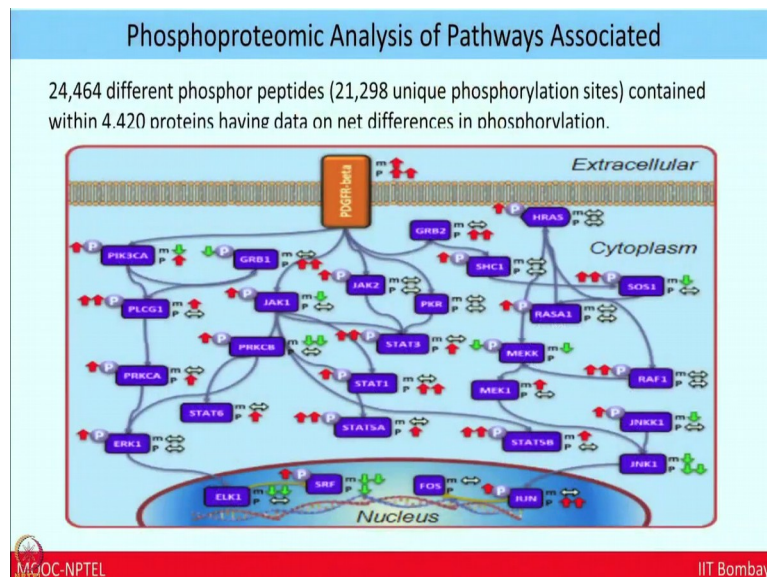 Phosphoproteomic Analysis of Pathways Associated
24,464 different phosphor peptides (21,298 unique phosphorylation sites) contained
within 4,420 proteins having data on net differences in phosphorylation.
PDGFR-beta
m
P
Extracellular
Cytoplasm
P
PIK3CA
m
P
P
GRB1
m
P
GRB2
m
P
P
HRAS
m
P
P
SHC1
m
P
P
SOS1
m
P
P
PLCG1
m
P
P
JAK1
m
P
JAK2
m
P
PKR
m
P
P
RASA1
m
P
P
PRKCB
m
P
P
STAT3
m
P
P
MEKK
m
P
P
PRKCA
m
P
P
STAT1
m
P
MEK1
m
P
P
RAF1
m
P
STAT6
m
P
P
STAT5A
m
P
P
STAT5B
m
P
P
JNKK1
m
P
P
ERK1
m
P
JNK1
m
P
ELK1
m
P
P
SRF
m
P
FOS
m
P
P
JUN
m
P
Nucleus
MOOC-NPTEL
IIT Bombay